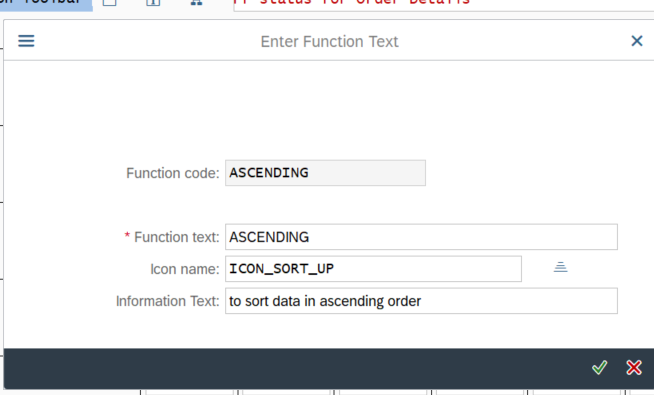 Toolbar
Enter Function Text
Function code: ASCENDING
* Function text: ASCENDING
Icon name: ICON_SORT_UP
Information Text: to sort data in ascending order